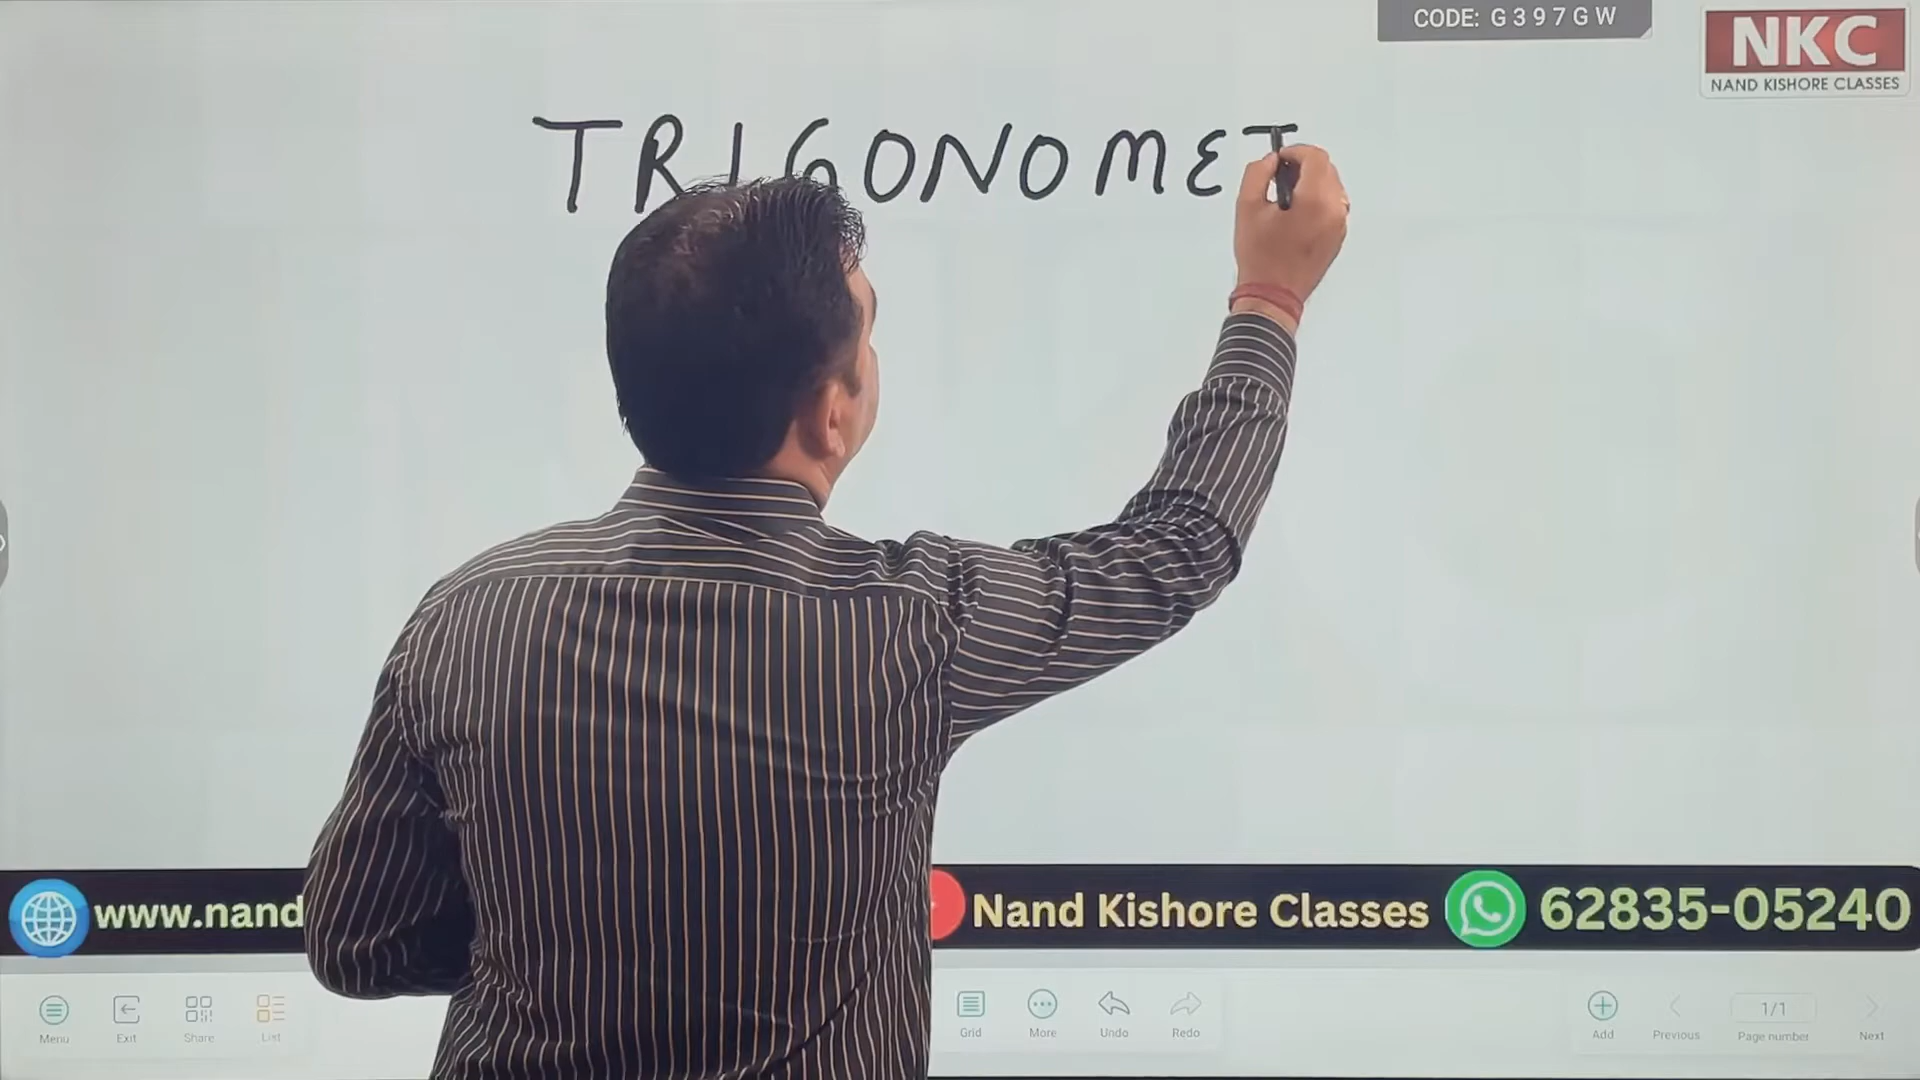 CODE: G397GW
NKC
NAND KISHORE CLASSES
TRIGONOMET
www.nand
Nand Kishore Classes
62835-05240
Menu
Exit
Share
List
Grid
More
Undo
Redo
Add
Previous
1/1
Page number
Next